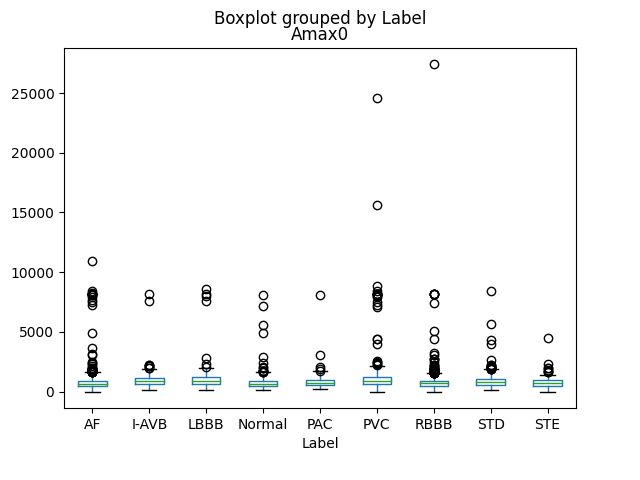 Boxplot grouped by Label
Amax0
25000
20000
15000
10000
5000
0
AF I-AVB LBBB Normal PAC PVC RBBB STD STE
Label